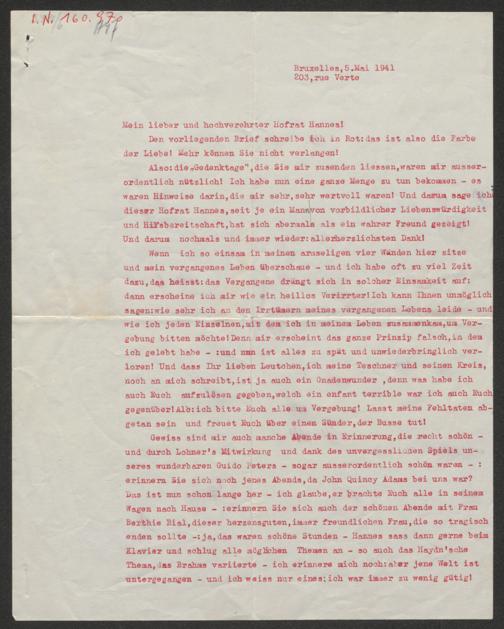 I.N. 160.970
Bruxelles,5.Mai 1941
203,rue Verte
Mein lieber und hochverehrter Hofrat Hannes!
Den vorliegenden Brief schreibe ich in Rot:das ist also die Farbe
der Liebe! Mehr können Sie nicht verlangen!
Also:die„Gedenktage",die Sie mir zusenden liessen,waren mir ausser-
ordentlich nützlich! Ich habe nun eine ganze Menge zu tun bekommen - es
waren Hinweise darin,die mir sehr,sehr wertvoll waren! Und darum sage ich
dieser Hofrat Hannes,seit je ein Mann von vorbildlicher Liebenswürdigkeit
und Hilfsbereitschaft,hat sich abermals als ein wahrer Freund gezeigt!
Und darum nochmals und immer wieder:allerherzlichsten Dank!
Wenn ich so einsam in meinen armseligen vier Wänden hier sitze
und mein vergangenes Leben überschaue - und ich habe oft zu viel Zeit
dazu,das heisst:das Vergangene drängt sich in solcher Einsamkeit auf:
dann erscheine ich mir wie ein heillos Verirrter!Ich kann Ihnen unmöglich
sagen:wie sehr ich an den Irrtümern meines vergangenen Lebens leide - und
wie ich jeden Einzelnen,mit dem ich in meinem Leben zusammenkam,um Ver-
gebung bitten möchte!Denn mir erscheint das ganze Prinzip falsch,in dem
ich gelebt habe - :und nun ist alles zu spät und unwiederbringlich ver-
loren! Und dass Ihr lieben Leutchen,ich meine Teschner und seinen Kreis,
noch an mich schreibt,ist ja auch ein Gnadenwunder ,denn was habe ich
auch Euch aufzulösen gegeben,welch ein enfant terrible war ich auch Euch
gegenüber!Alo:ich bitte Euch alle um Vergebung! Lasst meine Fehltaten ab-
getan sein und freuet Euch über einen Sünder,der Busse tut!
Gewiss sind mir auch manche Abende in Erinnerung,die recht schön -
und durch Lohner's Mitwirkung und dank des unvergesslichen Spiels un-
seres wunderbaren Guido Peters - sogar ausserordentlich schön waren - :
erinnern Sie sich noch jenes Abends,da John Quincy Adams bei uns war?
Das ist nun schon lange her - ich glaube,er brachte Euch alle in seinem
Wagen nach Hause - :erinnern Sie sich auch der schönen Abende mit Frau
Berthie Bial,dieser herzensguten,immer freundlichen Frau,die so tragisch
enden sollte -:ja,das waren schöne Stunden - Hannes sass dann gerne beim
Klavier und schlug alle möglichen Themen an - so auch das Haydn'sche
Thema,das Brahms variierte - ich erinnere mich noch:aber jene Welt ist
untergegangen - und ich weiss nur eines:ich war immer zu wenig gütig!